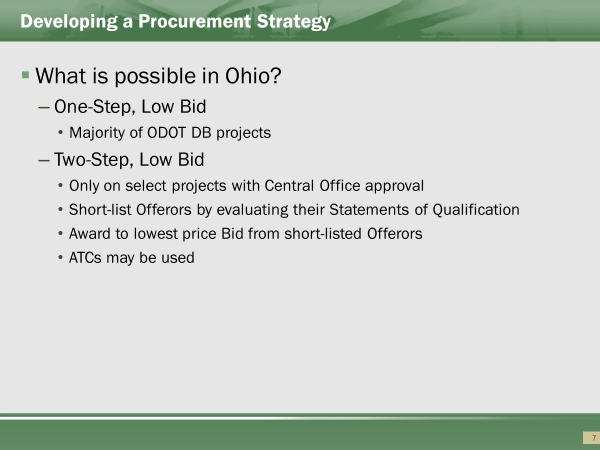 Developing a Procurement Strategy
▪ What is possible in Ohio?
– One-Step, Low Bid
• Majority of ODOT DB projects
– Two-Step, Low Bid
• Only on select projects with Central Office approval
• Short-list Offerors by evaluating their Statements of Qualification
• Award to lowest price Bid from short-listed Offerors
• ATCs may be used
7